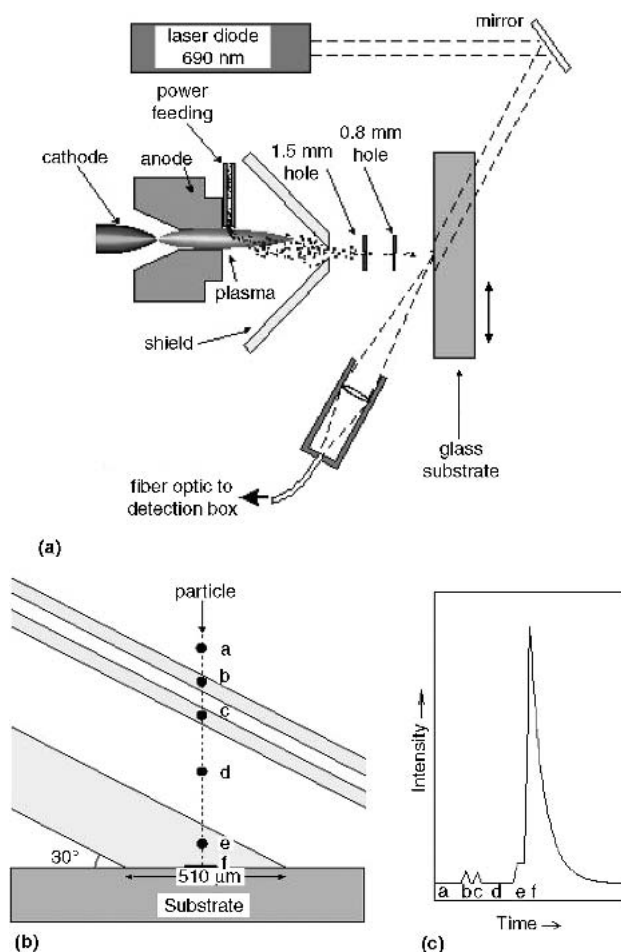 mirror
laser diode
690 nm
power
feeding
0.8 mm
hole
1.5 mm
hole
cathode
anode
plasma
shield
glass
substrate
fiber optic to
detection box
(a)
particle
a
b
c
d
e
f
30°
510 µm
Substrate
(b)
Intensity
a b c d e f
Time
(c)